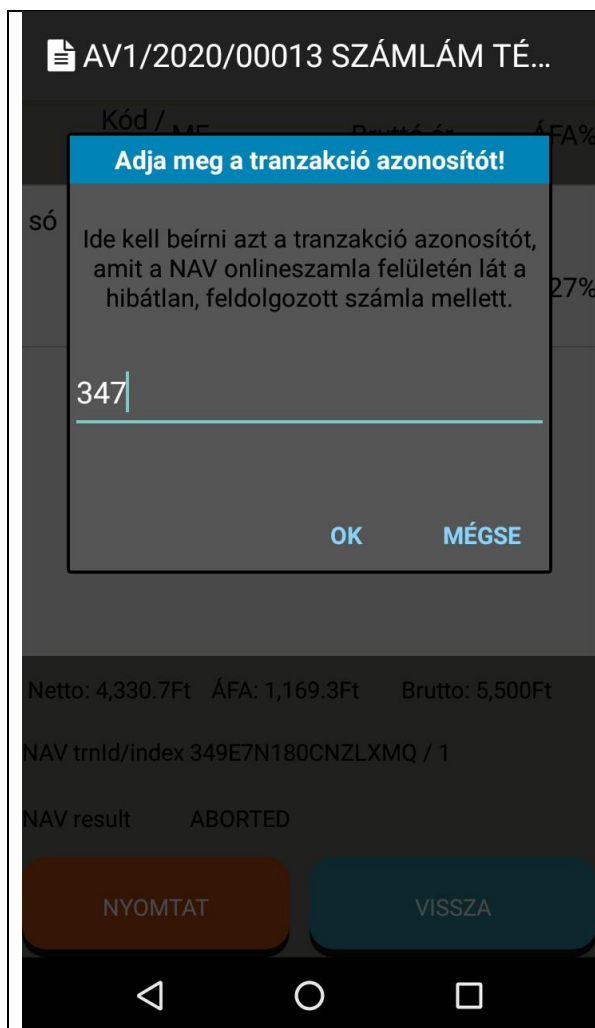 AV1/2020/00013 SZÁMLÁM TÉ...
Kód /
ÁFA%
Adja meg a tranzakció azonosítót!
só
Ide kell beírni azt a tranzakció azonosítót,
amit a NAV onlineszamla felületén lát a
hibátlan, feldolgozott számla mellett.
27%
347
OK MÉGSE
Netto: 4,330.7Ft ÁFA: 1,169.3Ft Brutto: 5,500Ft
NAV trnId/index 349E7N180CNZLXMQ / 1
NAV result ABORTED
NYOMTAT VISSZA